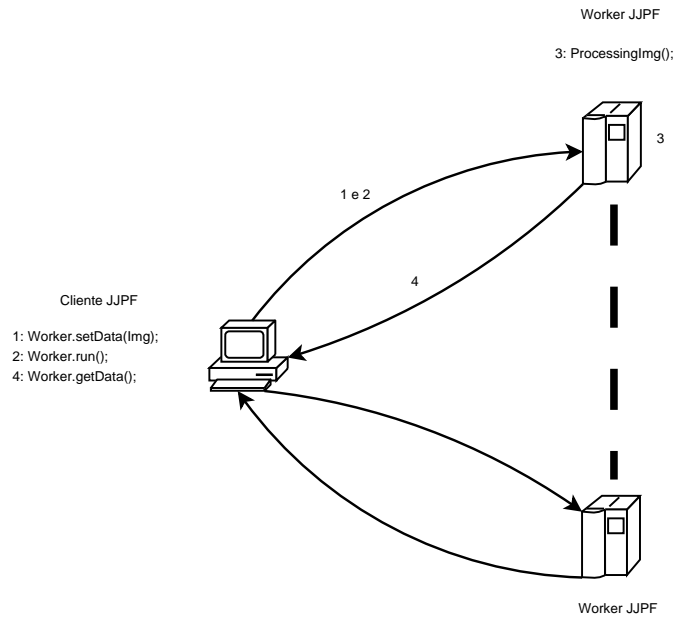 Worker JJPF
3: ProcessingImg();
3
1 e 2
4
Cliente JJPF
1: Worker.setData(Img);
2: Worker.run();
4: Worker.getData();
Worker JJPF